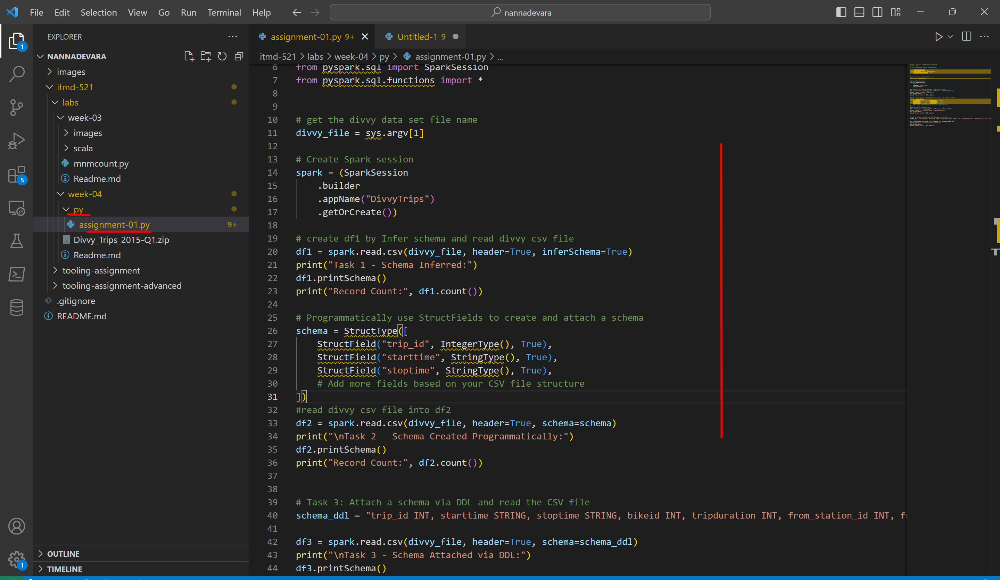 File Edit Selection View Go Run Terminal Help
nannadevara
EXPLORER
NANNADEVARA
images
itmd-521
labs
week-03
images
scala
mnmcount.py
Readme.md
week-04
py
assignment-01.py 9+
Divvy_Trips_2015-Q1.zip
Readme.md
tooling-assignment
tooling-assignment-advanced
.gitignore
README.md
OUTLINE
TIMELINE
1
5
1
assignment-01.py 9+
Untitled-1 9
itmd-521 > labs > week-04 > py > assignment-01.py > ...
6 from pyspark.sql import SparkSession
7 from pyspark.sql.functions import *
8
9
10 # get the divvy data set file name
11 divvy_file = sys.argv[1]
12
13 # Create Spark session
14 spark = (SparkSession
15 .builder
16 .appName("DivvyTrips")
17 .getOrCreate())
18
19 # create df1 by Infer schema and read divvy csv file
20 df1 = spark.read.csv(divvy_file, header=True, inferSchema=True)
21 print("Task 1 - Schema Inferred:")
22 df1.printSchema()
23 print("Record Count:", df1.count())
24
25 # Programmatically use StructFields to create and attach a schema
26 schema = StructType([
27 StructField("trip_id", IntegerType(), True),
28 StructField("starttime", StringType(), True),
29 StructField("stoptime", StringType(), True),
30 # Add more fields based on your CSV file structure
31 ])
32 #read divvy csv file into df2
33 df2 = spark.read.csv(divvy_file, header=True, schema=schema)
34 print("\nTask 2 - Schema Created Programmatically:")
35 df2.printSchema()
36 print("Record Count:", df2.count())
37
38
39 # Task 3: Attach a schema via DDL and read the CSV file
40 schema_ddl = "trip_id INT, starttime STRING, stoptime STRING, bikeid INT, tripduration INT, from_station_id INT,
41
42 df3 = spark.read.csv(divvy_file, header=True, schema=schema_ddl)
43 print("\nTask 3 - Schema Attached via DDL:")
44 df3.printSchema()